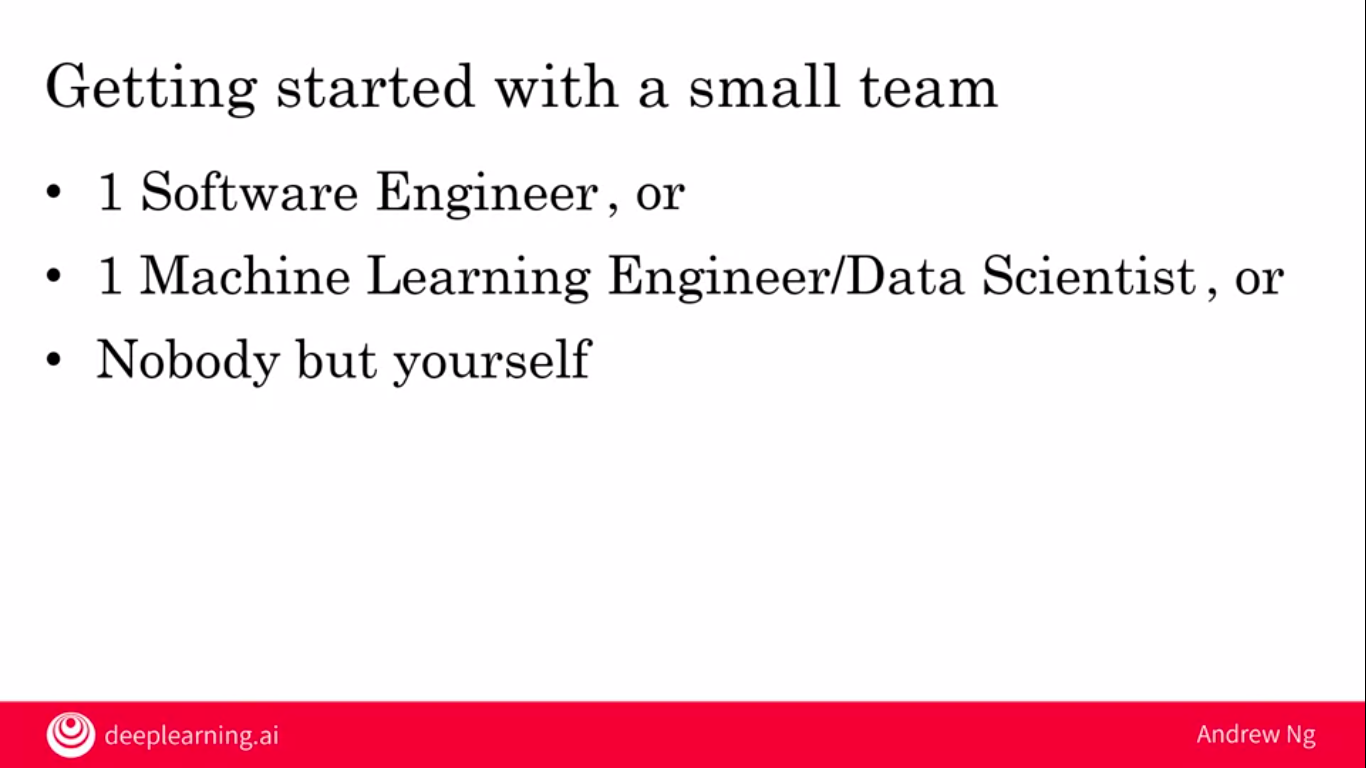 Getting started with a small team
• 1 Software Engineer, or
• 1 Machine Learning Engineer/Data Scientist, or
• Nobody but yourself
deeplearning.ai
Andrew Ng